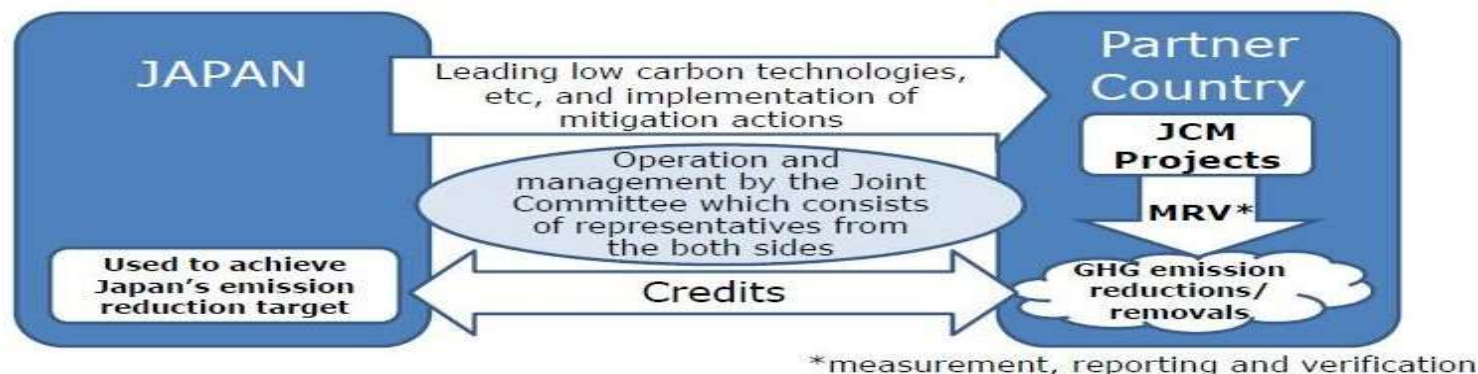 JAPAN
Leading low carbon technologies,
etc, and implementation of
mitigation actions
Partner
Country
JCM
Projects
Operation and
management by the Joint
Committee which consists
of representatives from
the both sides
MRV*
Used to achieve
Japan's emission
reduction target
Credits
GHG emission
reductions/
removals
*measurement, reporting and verification